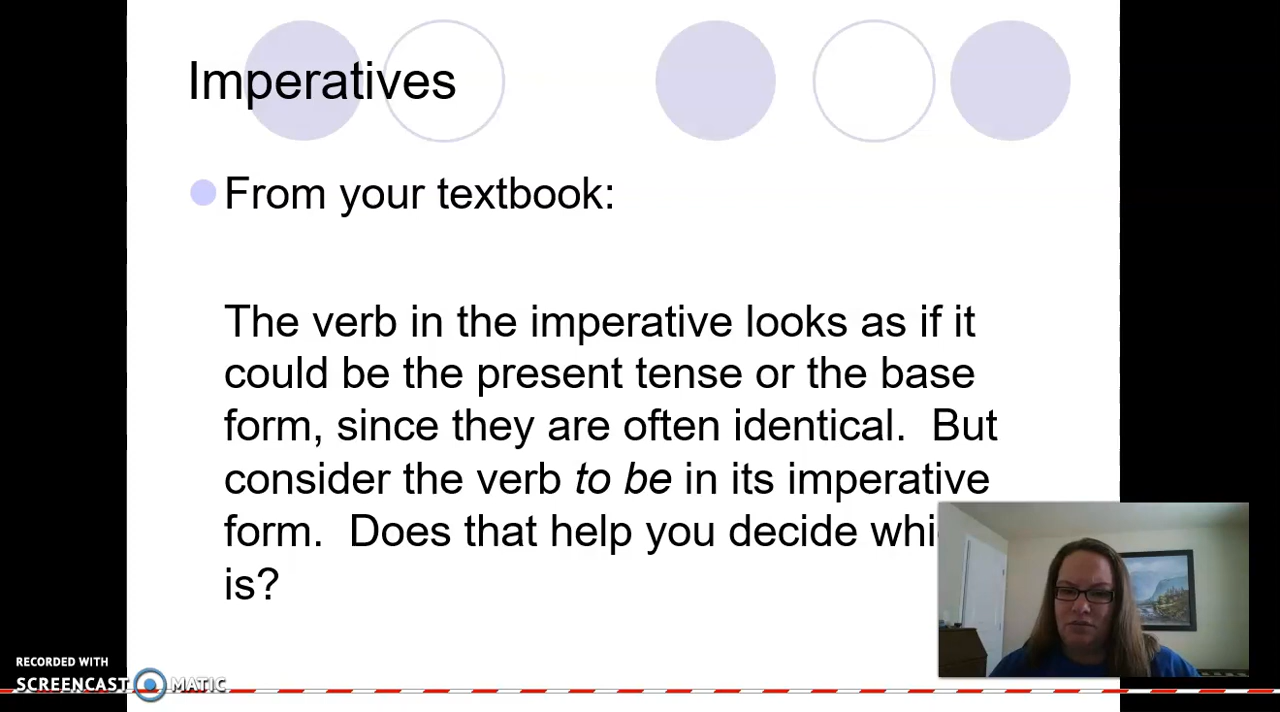 Imperatives
From your textbook:
The verb in the imperative looks as if it
could be the present tense or the base
form, since they are often identical.  But
consider the verb to be in its imperative
form.  Does that help you decide
is?
RECORDED WITH
SCREENCAST MATIC